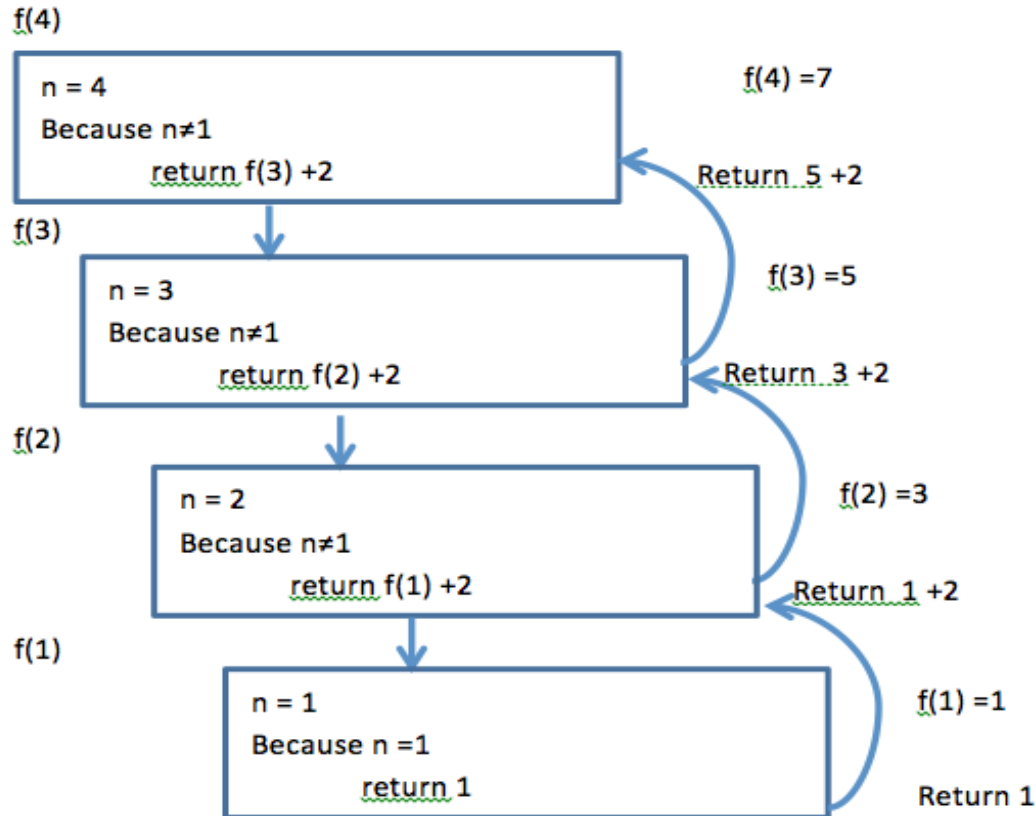 f(4)
n = 4
f(4) =7
Because n≠1
return f(3) +2
Return 5 +2
f(3)
f(3) =5
n = 3
Because n≠1
return f(2) +2
Return 3 +2
f(2)
n = 2
f(2) =3
Because n≠1
return f(1) +2
Return 1 +2
f(1)
n = 1
f(1) =1
Because n =1
return 1
Return 1